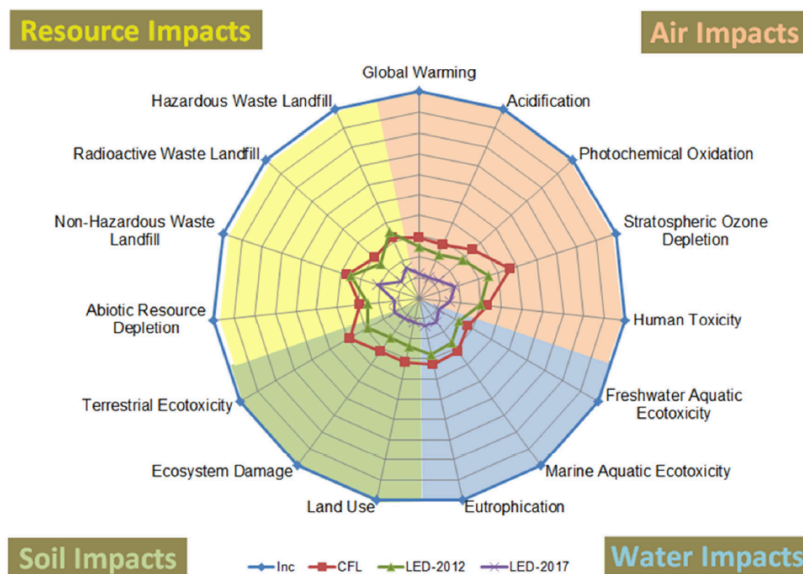 Resource Impacts
Air Impacts
Global Warming
Hazardous Waste Landfill
Acidification
Radioactive Waste Landfill
Photochemical Oxidation
Non-Hazardous Waste
Landfill
Stratospheric Ozone
Depletion
Abiotic Resource
Depletion
Human Toxicity
Terrestrial Ecotoxicity
Freshwater Aquatic
Ecotoxicity
Ecosystem Damage
Marine Aquatic Ecotoxicity
Land Use
Eutrophication
Soil Impacts
Inc
CFL
LED-2012
LED-2017
Water Impacts